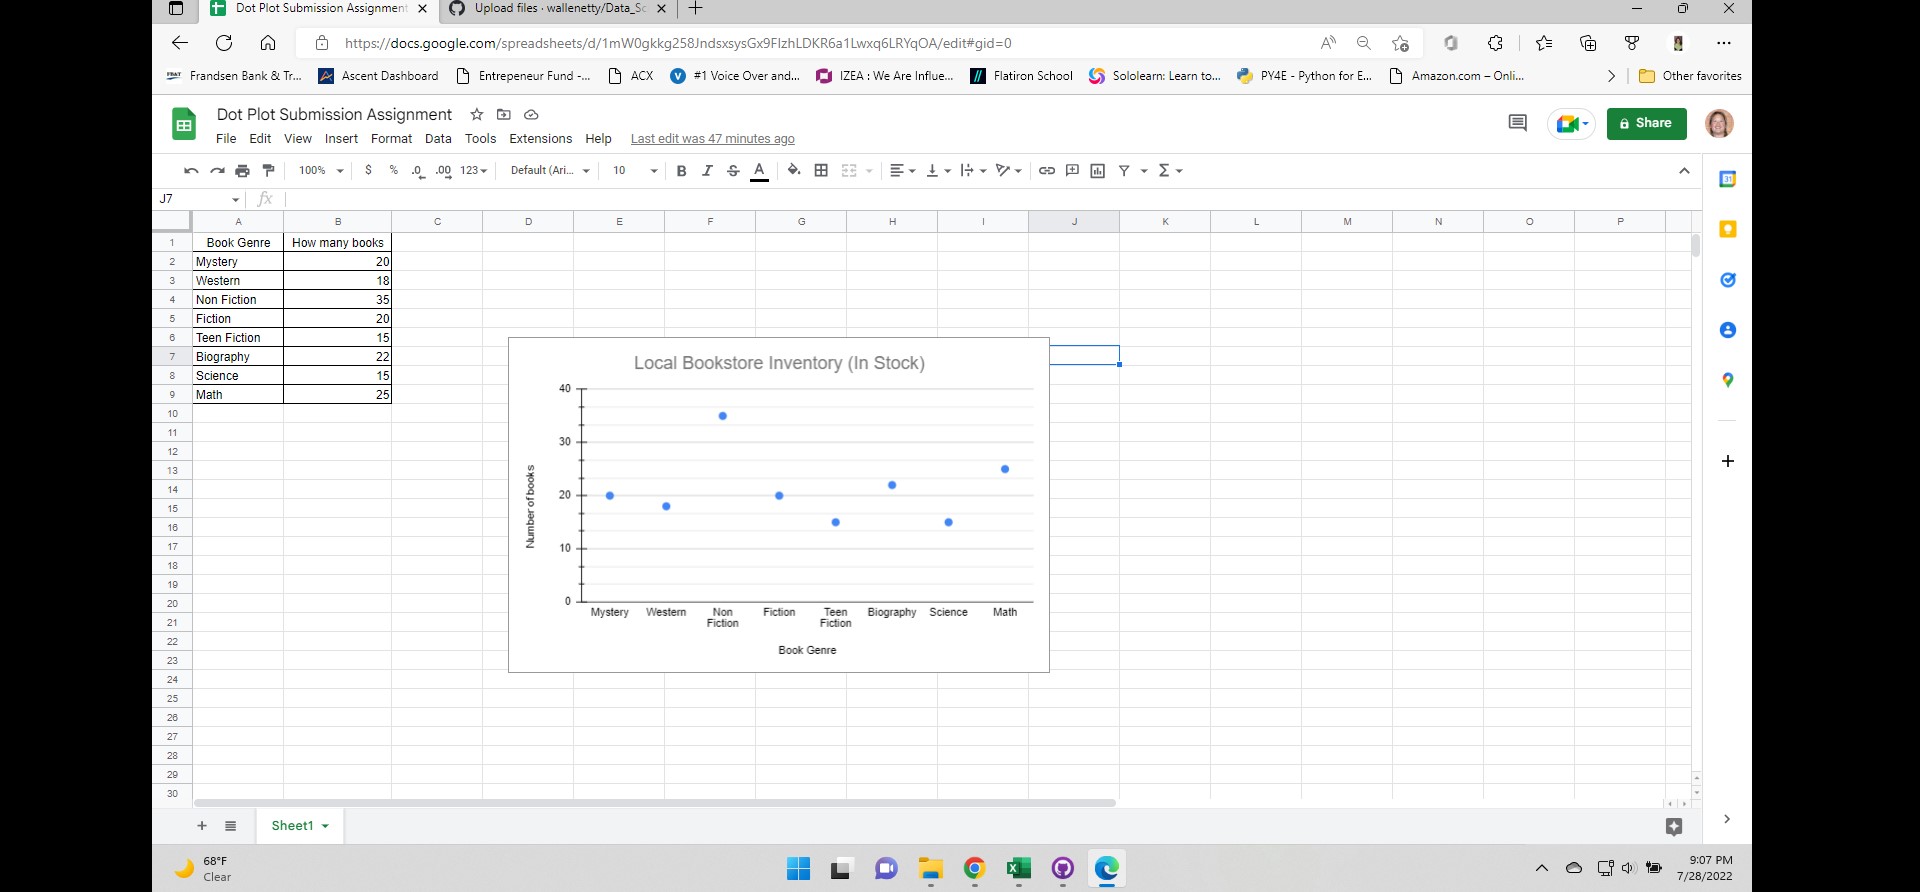 Dot Plot Submission Assignment
Upload files · wallenetty/Data_Sc
https://docs.google.com/spreadsheets/d/1mW0gkkg258JndsxsysGx9FIzhLDKR6a1Lwxq6LRYqOA/edit#gid=0
FBAT Frandsen Bank & Tr... Ascent Dashboard Entrepeneur Fund -... ACX #1 Voice Over and... IZEA : We Are Influe... Flatiron School Sololearn: Learn to... PY4E - Python for E... Amazon.com – Onli... Other favorites
Dot Plot Submission Assignment
File Edit View Insert Format Data Tools Extensions Help Last edit was 47 minutes ago
Share
100% $ % .0 .00 123 Default (Ari... 10 B I S A
31
J7 fx
A B C D E F G H I J K L M N O P
1 Book Genre How many books
2 Mystery 20
3 Western 18
4 Non Fiction 35
5 Fiction 20
6 Teen Fiction 15
7 Biography 22
8 Science 15
9 Math 25
10
11
12
13
14
15
16
17
18
19
20
21
22
23
24
25
26
27
28
29
30
Local Bookstore Inventory (In Stock)
40
30
20
10
0
Number of books
Mystery Western Non Fiction Fiction Teen Fiction Biography Science Math
Book Genre
Sheet1
68°F
Clear
9:07 PM
7/28/2022